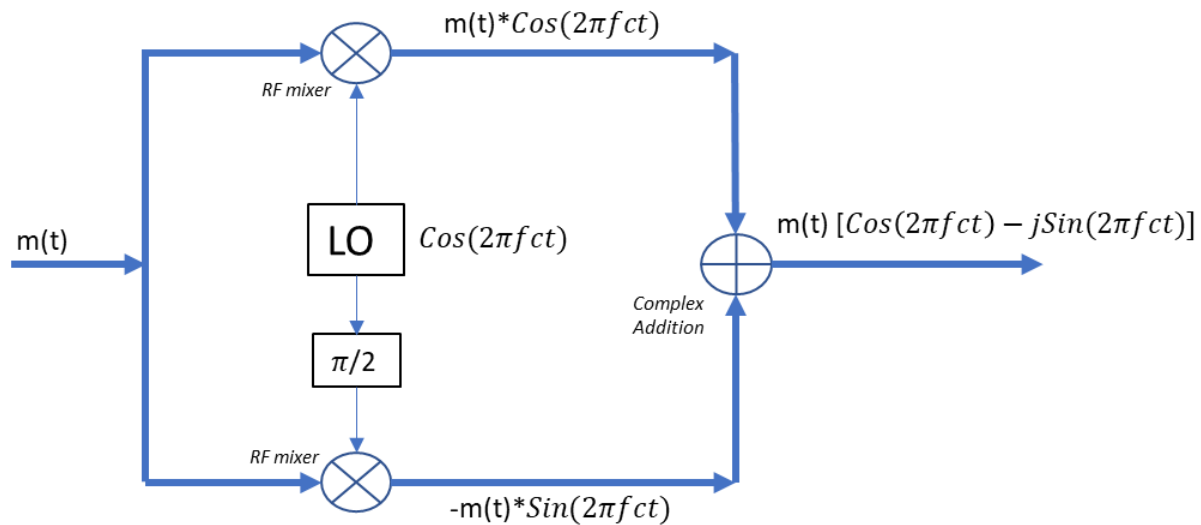 m(t)*Cos(2πfct)
RF mixer
m(t)
LO
Cos(2πfct)
m(t) [Cos(2πfct) − jSin(2πfct)]
Complex
Addition
π/2
RF mixer
-m(t)*Sin(2πfct)